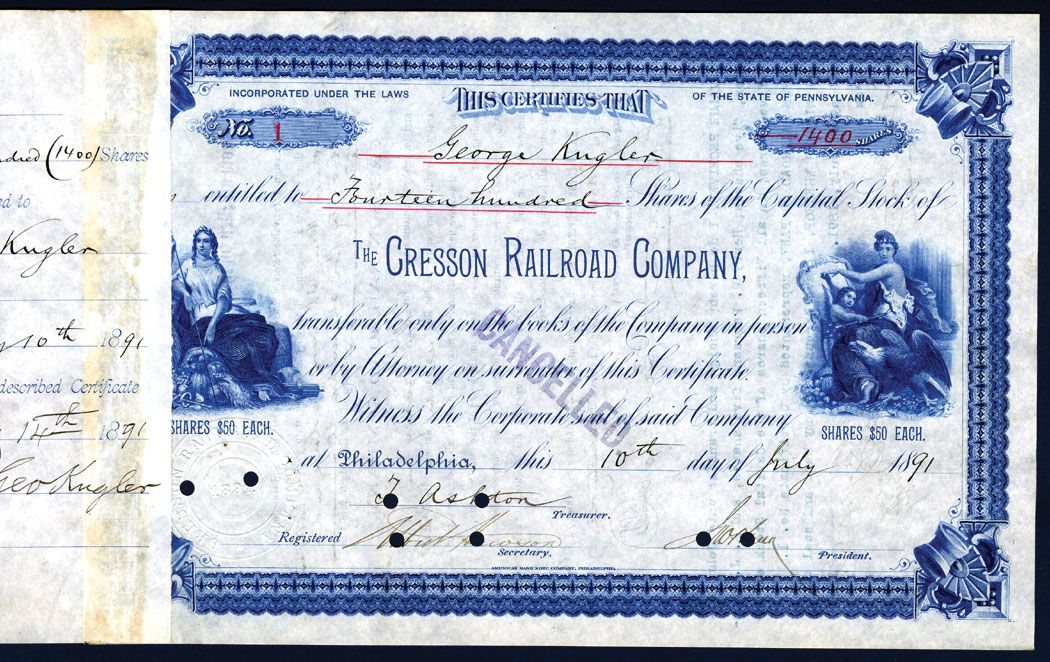 INCORPORATED UNDER THE LAWS THIS CERTIFIES THAT OF THE STATE OF PENNSYLVANIA.
No. 1
1400 SHARES
George Kugler
entitled to Fourteen hundred Shares of the Capital Stock of
THE CRESSON RAILROAD COMPANY,
transferable only on the books of the Company in person
or by Attorney on surrender of this Certificate.
CANCELLED
Witness the Corporate seal of said Company
SHARES $50 EACH.
SHARES $50 EACH.
at Philadelphia, this 10th day of July 1891
Ashton
Treasurer.
Registered
Secretary.
President.
AMERICAN BANK NOTE COMPANY, PHILADELPHIA.
(1400) Shares
to
Kugler
10th 1891
described Certificate
14th 1891
Geo Kugler